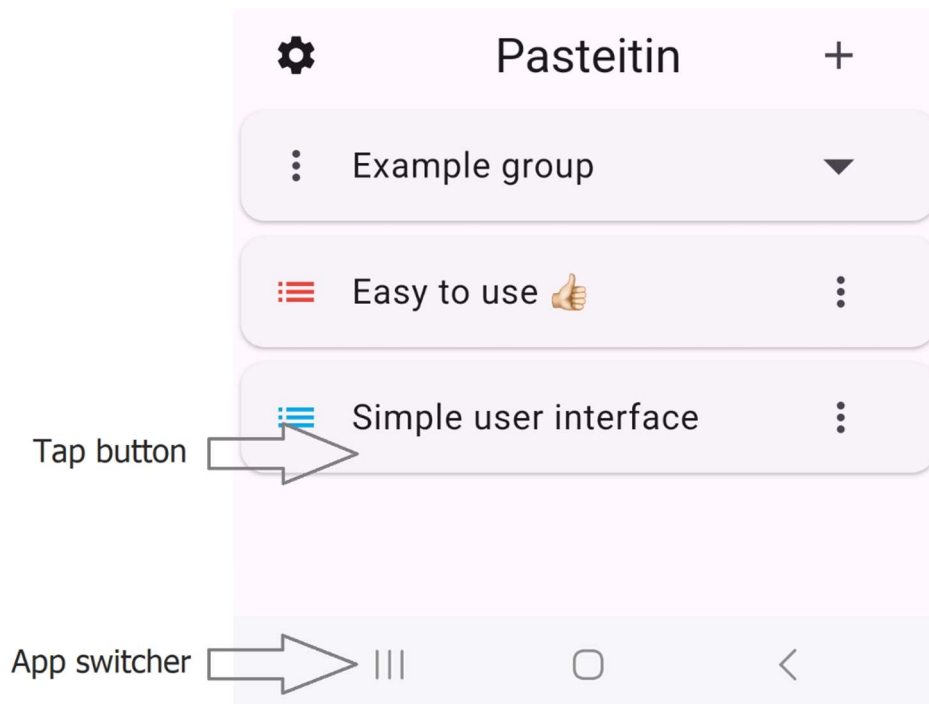 Pasteitin
Example group
Easy to use 👍🏼
Simple user interface
Tap button
App switcher